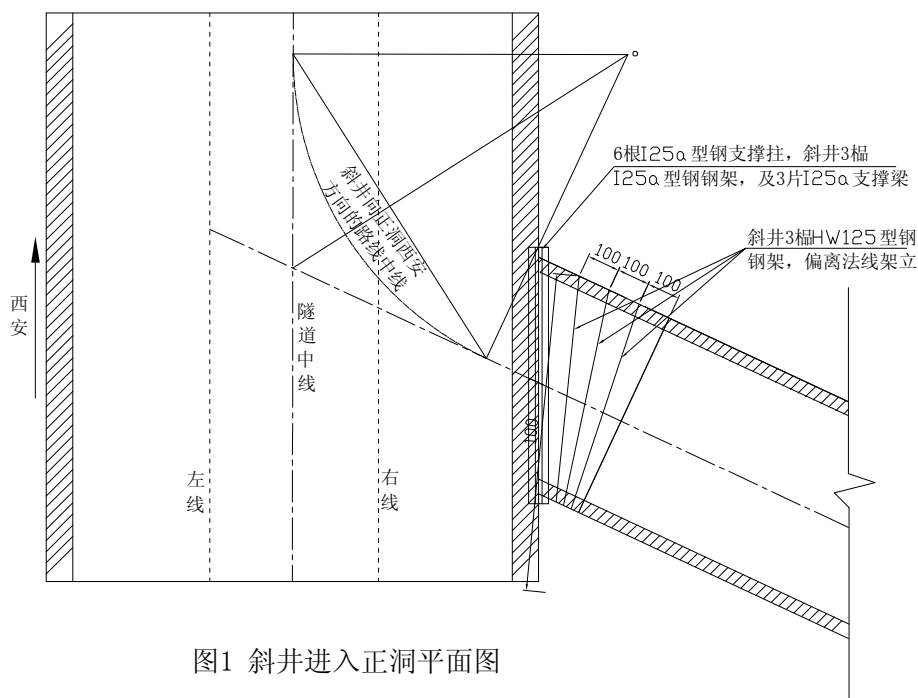 o
6根I25a型钢支撑柱，斜井3榀
I25a型钢钢架，及3片I25a支撑梁
斜井3榀HW125型钢
钢架，偏离法线架立
100
100
100
斜井向正洞西安
方向的路线中线
西安
隧道中线
100
左线
右线
图1 斜井进入正洞平面图